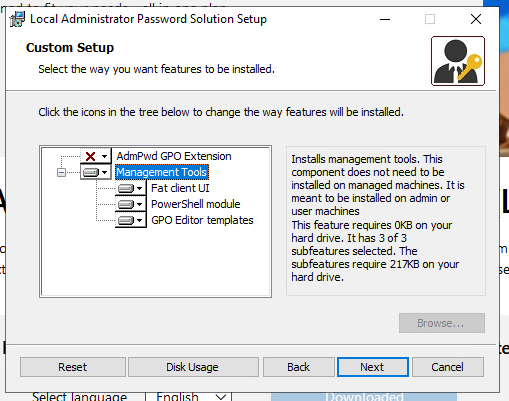 Local Administrator Password Solution Setup
Custom Setup
Select the way you want features to be installed.
Click the icons in the tree below to change the way features will be installed.
AdmPwd GPO Extension
Management Tools
Fat client UI
PowerShell module
GPO Editor templates
Installs management tools. This
component does not need to be
installed on managed machines. It is
meant to be installed on admin or
user machines
This feature requires 0KB on your
hard drive. It has 3 of 3
subfeatures selected. The
subfeatures require 217KB on your
hard drive.
Browse...
Reset
Disk Usage
Back
Next
Cancel
Select language
English
Downloaded